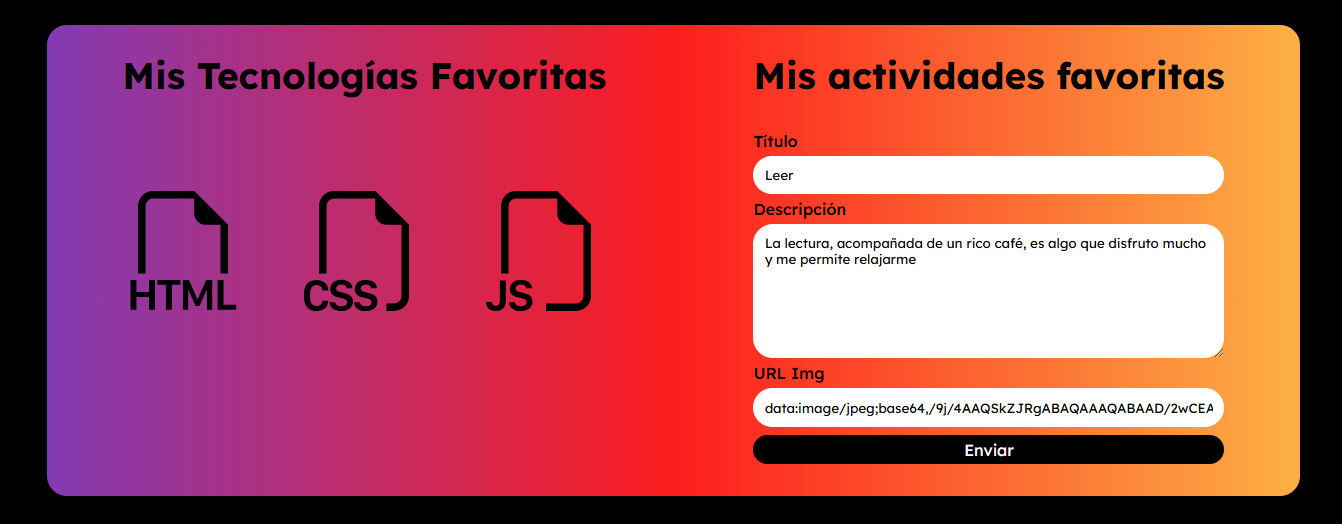 Mis Tecnologías Favoritas
HTML
CSS
JS
Mis actividades favoritas
Título
Leer
Descripción
La lectura, acompañada de un rico café, es algo que disfruto mucho
y me permite relajarme
URL Img
data:image/jpeg;base64,/9j/4AAQSkZJRgABAQAAAQABAAD/2wCEA
Enviar